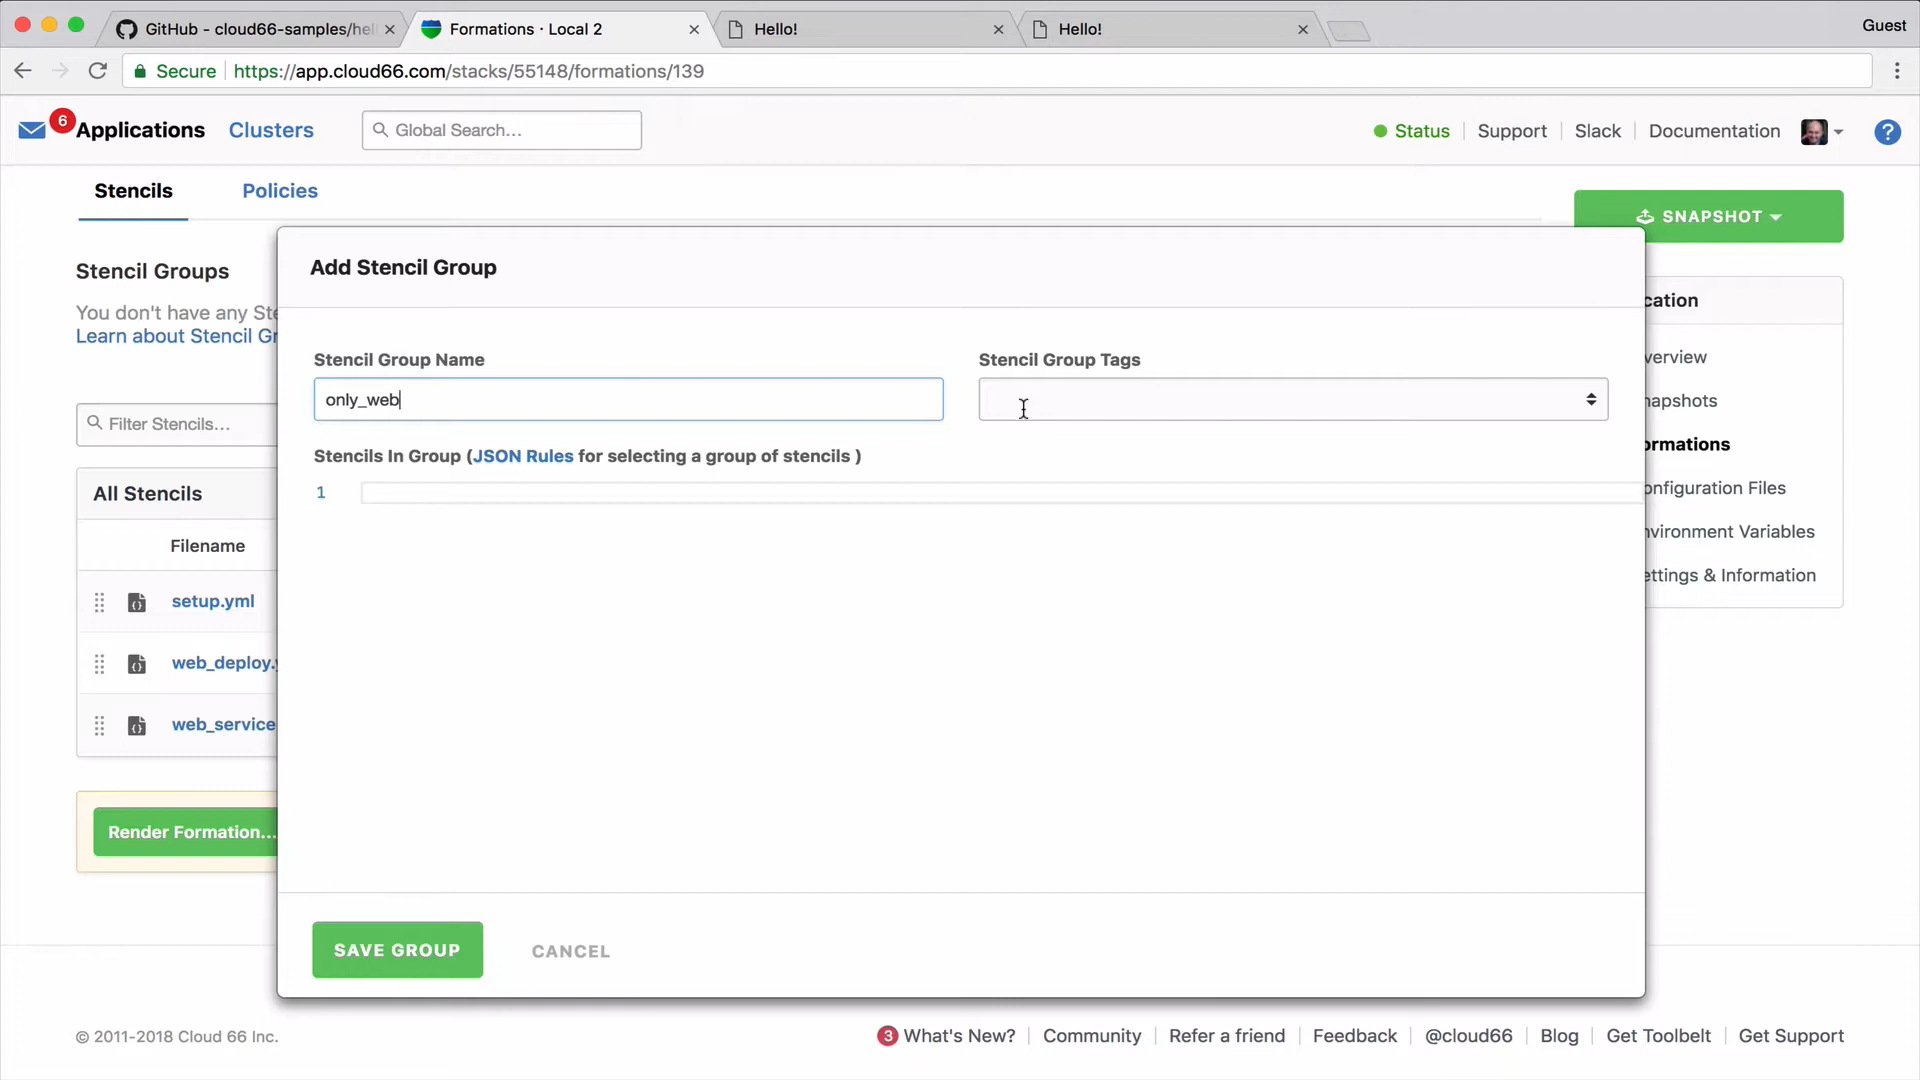 GitHub - cloud66-samples/hel
Formations · Local 2
Hello!
Hello!
Guest
Secure
https://app.cloud66.com/stacks/55148/formations/139
6
Applications
Clusters
Global Search...
Status
Support
Slack
Documentation
?
Stencils
Policies
SNAPSHOT
Stencil Groups
You don't have any Ste
Learn about Stencil Gr
Filter Stencils...
All Stencils
Filename
setup.yml
web_deploy.y
web_service
Render Formation...
Add Stencil Group
Stencil Group Name
Stencil Group Tags
only_web
Stencils In Group (JSON Rules for selecting a group of stencils )
1
SAVE GROUP
CANCEL
cation
verview
napshots
ormations
onfiguration Files
nvironment Variables
ettings & Information
© 2011-2018 Cloud 66 Inc.
3 What's New?
Community
Refer a friend
Feedback
@cloud66
Blog
Get Toolbelt
Get Support